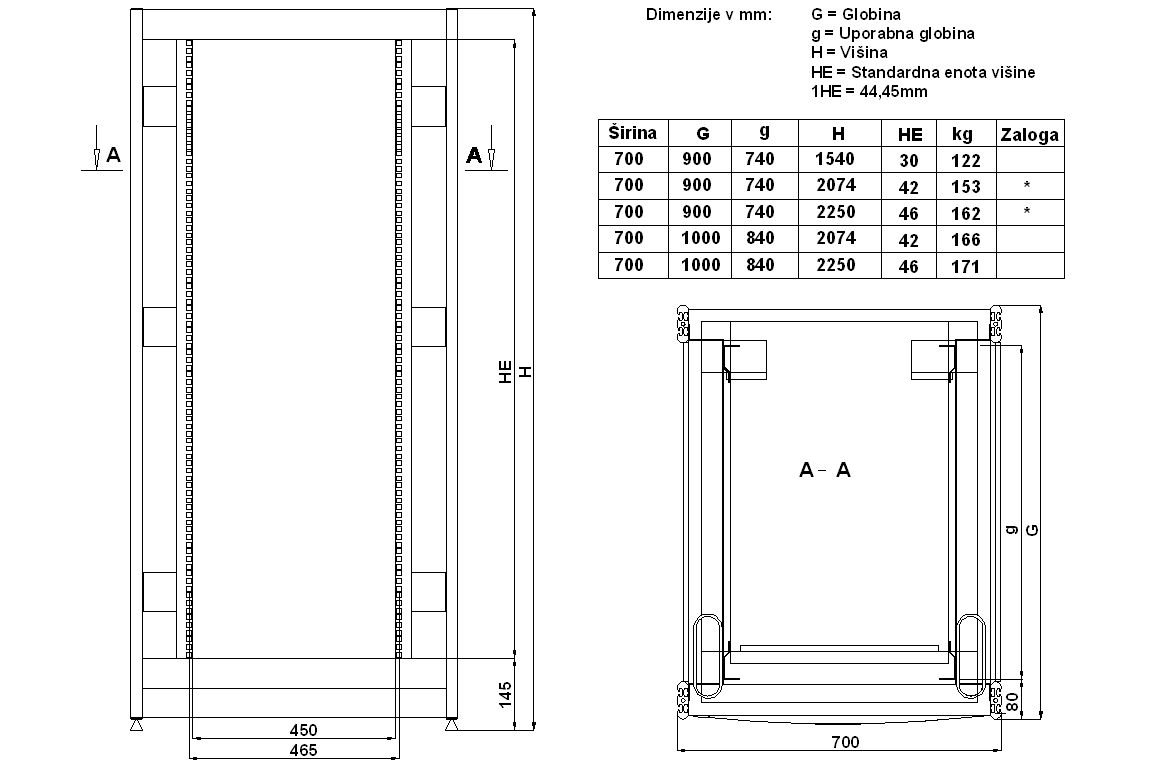 Dimenzije v mm: G = Globina
g = Uporabna globina
H = Višina
HE = Standardna enota višine
1HE = 44,45mm
Širina G g H HE kg Zaloga
700 900 740 1540 30 122
700 900 740 2074 42 153 *
700 900 740 2250 46 162 *
700 1000 840 2074 42 166
700 1000 840 2250 46 171
A
A
HE
H
145
450
465
A - A
g
G
80
700